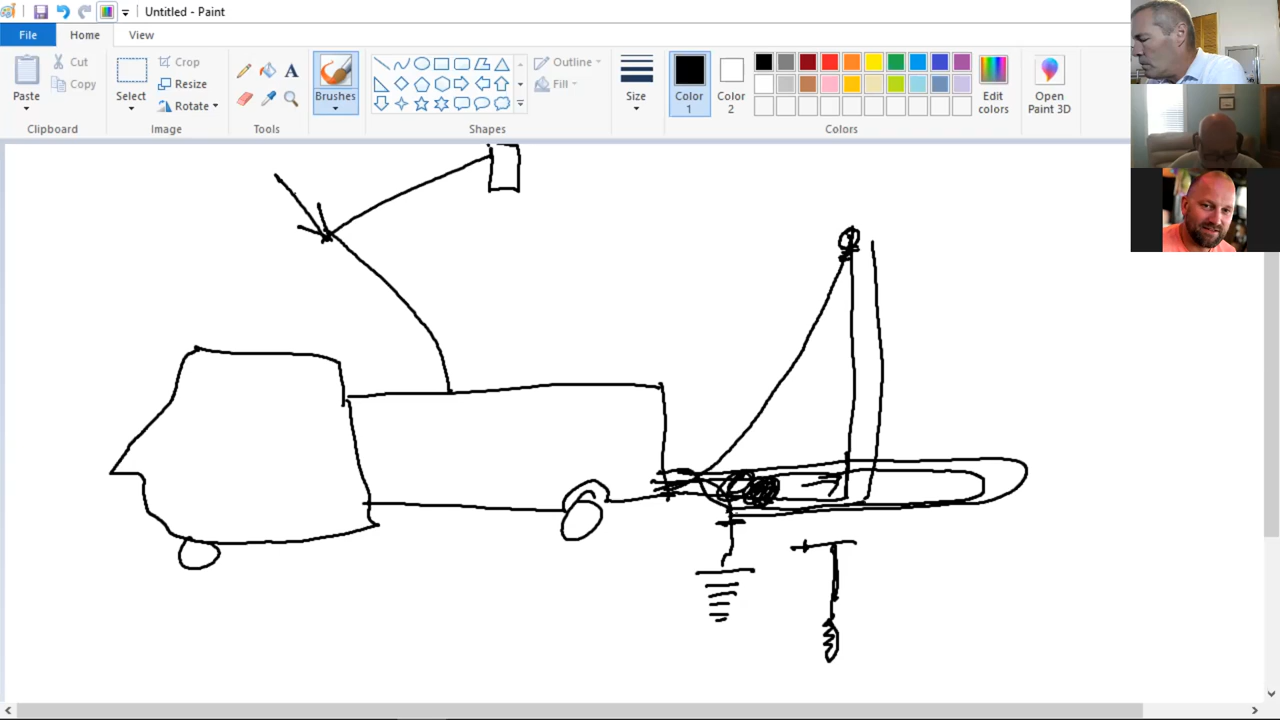 Untitled - Paint
File Home View
Paste Cut Copy
Clipboard
Select Crop Resize Rotate
Image
A
Tools
Brushes
Outline Fill
Shapes
Size
Color 1 Color 2
Edit colors
Colors
Open Paint 3D